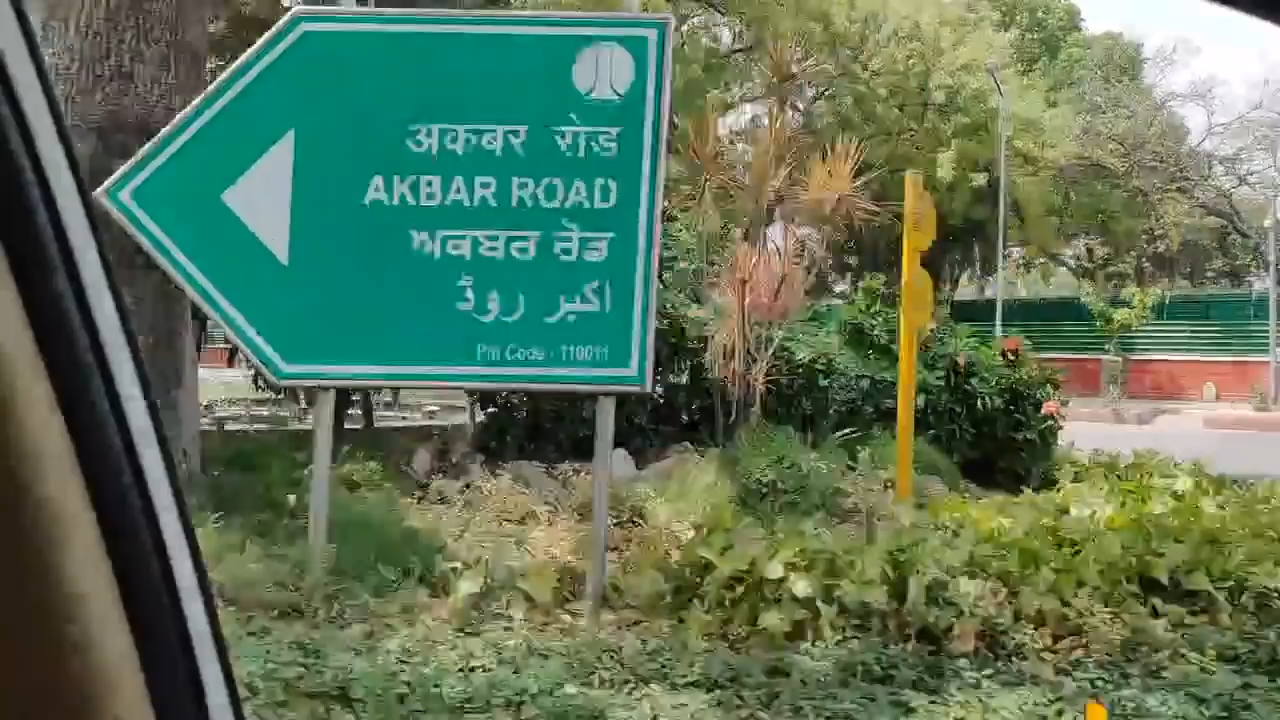 अकबर रोड
AKBAR ROAD
ਅਕਬਰ ਰੋਡ
اکبر روڈ
Pin Code - 110011